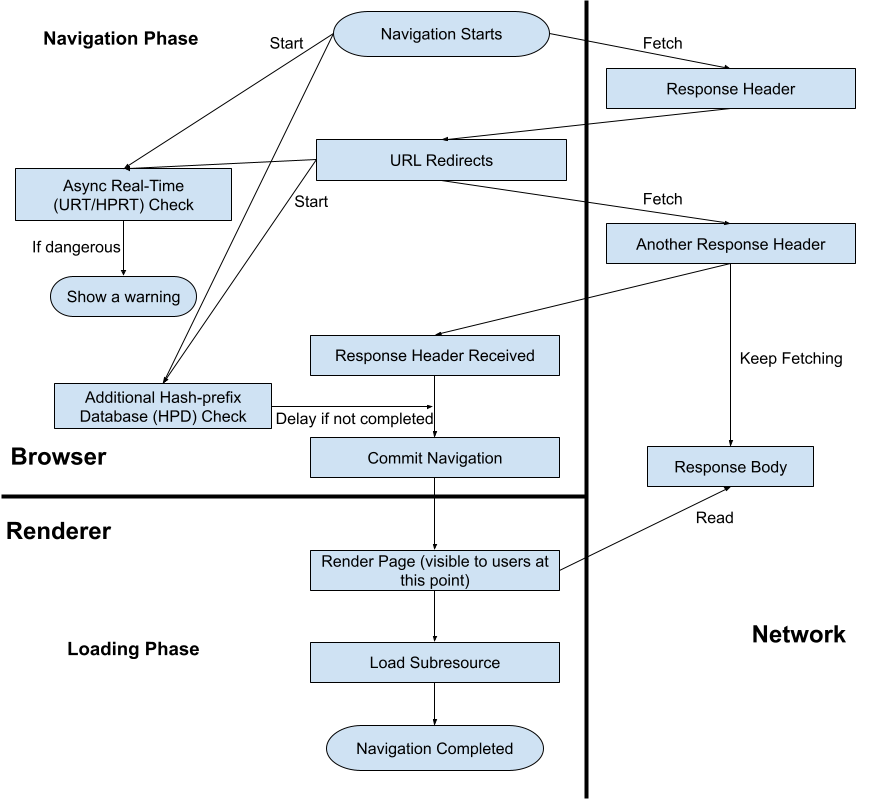 Navigation Phase
Start
Navigation Starts
Fetch
Response Header
URL Redirects
Async Real-Time
(URT/HPRT) Check
Start
Fetch
Another Response Header
If dangerous
Show a warning
Response Header Received
Keep Fetching
Additional Hash-prefix
Database (HPD) Check
Delay if not completed
Browser
Commit Navigation
Response Body
Read
Renderer
Render Page (visible to users at
this point)
Network
Loading Phase
Load Subresource
Navigation Completed